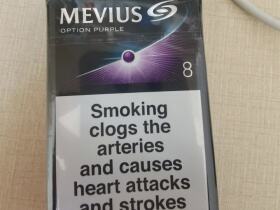 MEVIUS
OPTION PURPLE
8
Smoking
clogs the
arteries
and causes
heart attacks
and strokes